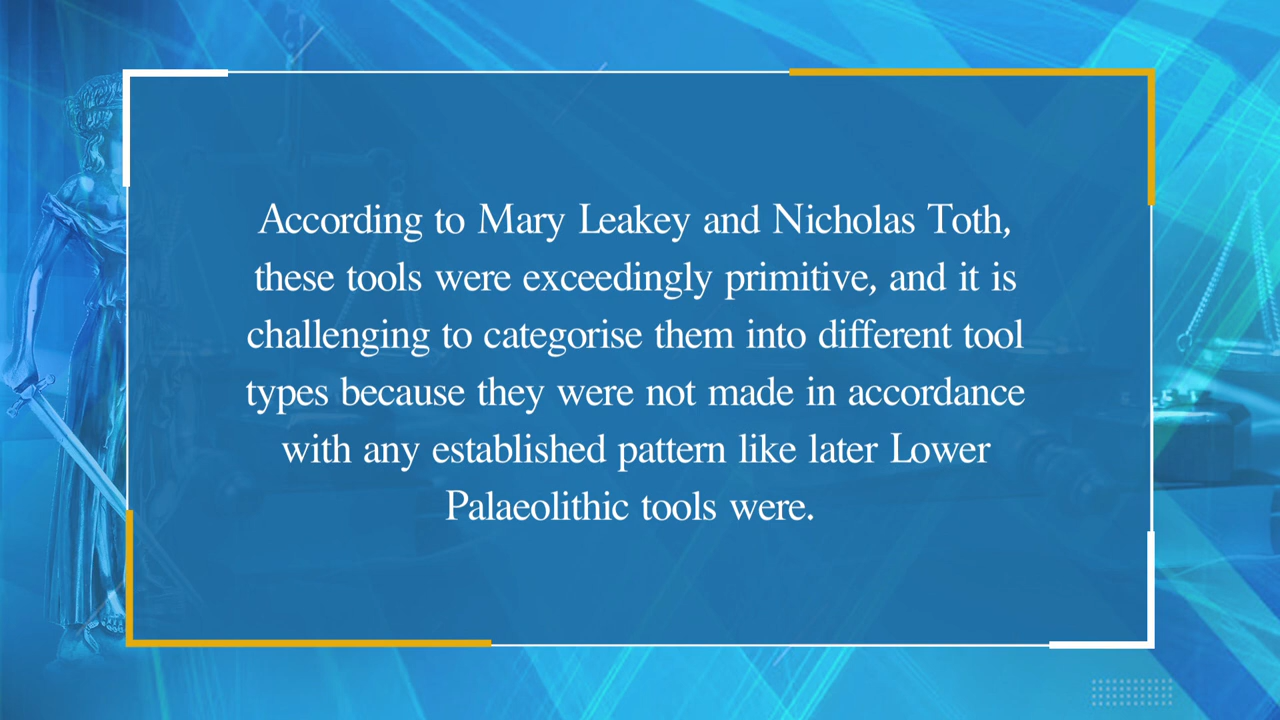 According to Mary Leakey and Nicholas Toth,
these tools were exceedingly primitive, and it is
challenging to categorise them into different tool
types because they were not made in accordance
with any established pattern like later Lower
Palaeolithic tools were.